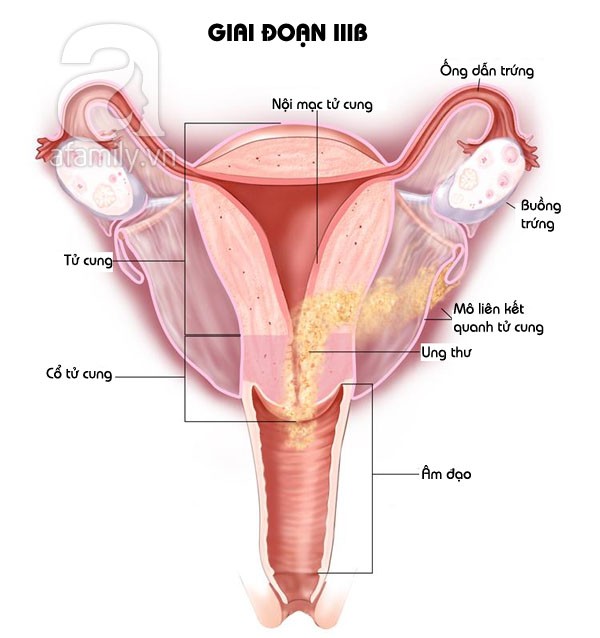 GIAI ĐOẠN IIIB
a
afamily.vn
Ống dẫn trứng
Nội mạc tử cung
Buồng
trứng
Tử cung
Mô liên kết
quanh tử cung
Ung thư
Cổ tử cung
Âm đạo